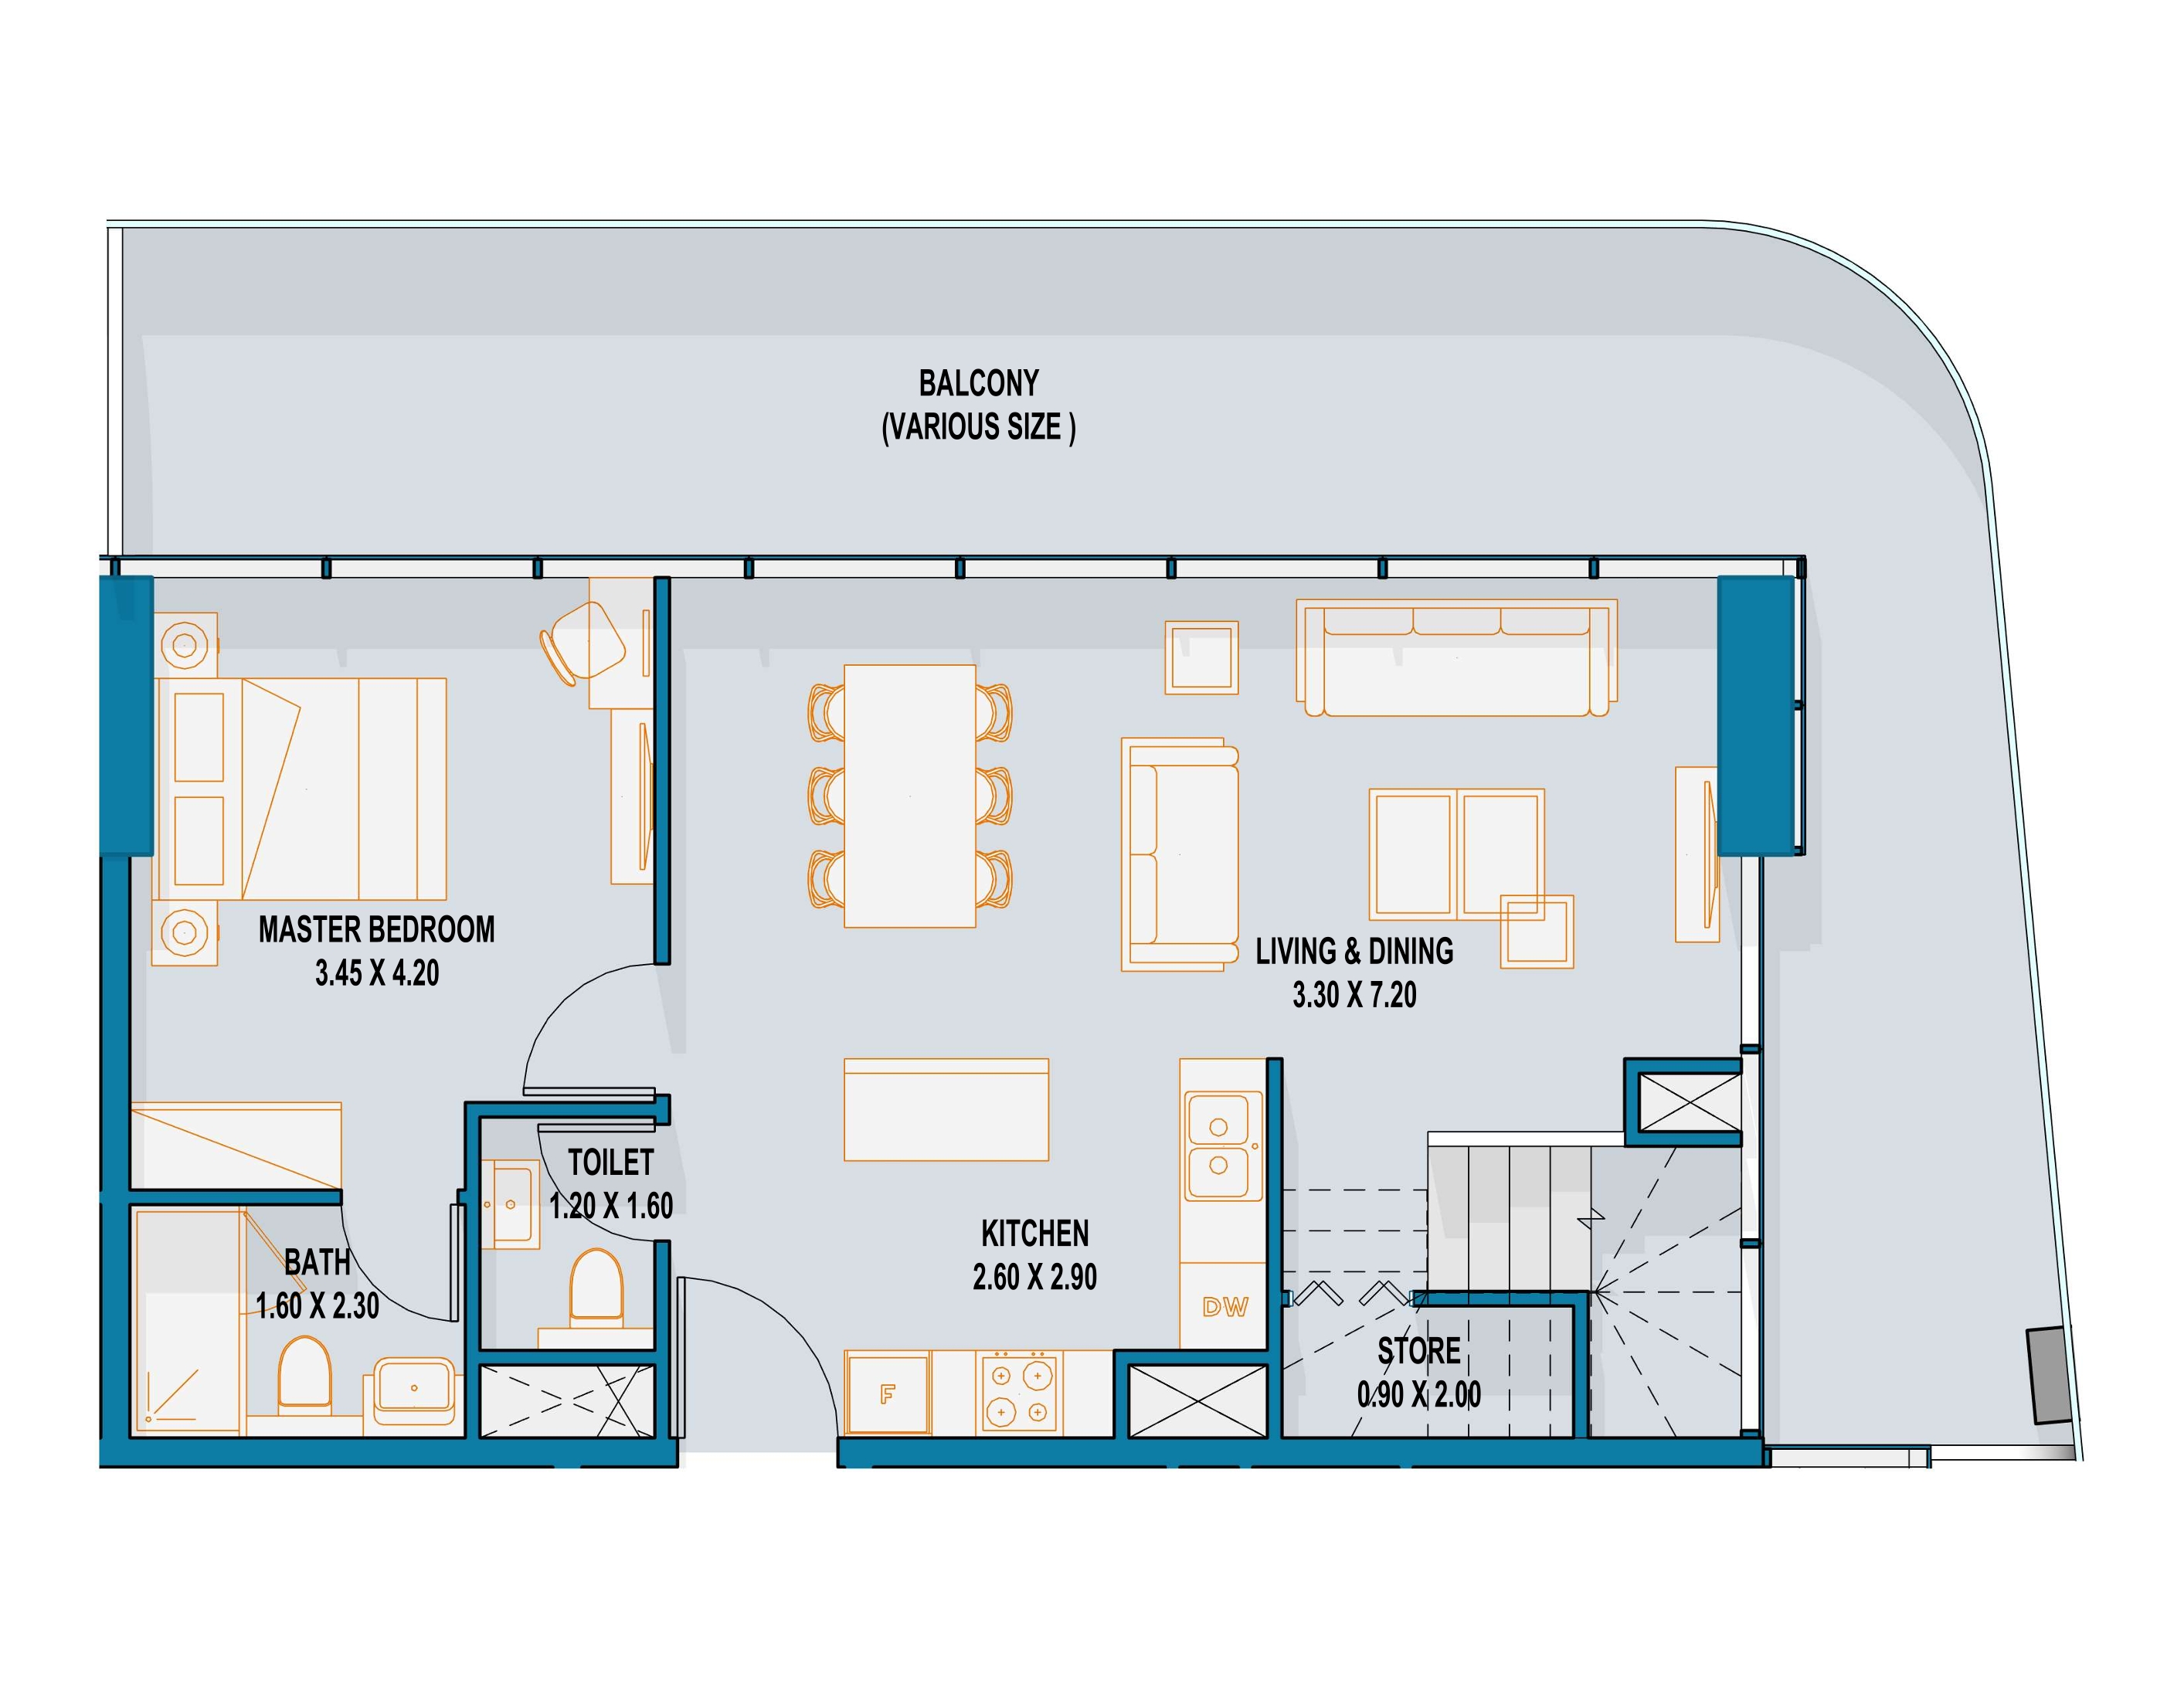 BALCONY
(VARIOUS SIZE )
MASTER BEDROOM
3.45 X 4.20
LIVING & DINING
3.30 X 7.20
TOILET
1.20 X 1.60
KITCHEN
2.60 X 2.90
BATH
1.60 X 2.30
DW
STORE
0.90 X 2.00
F